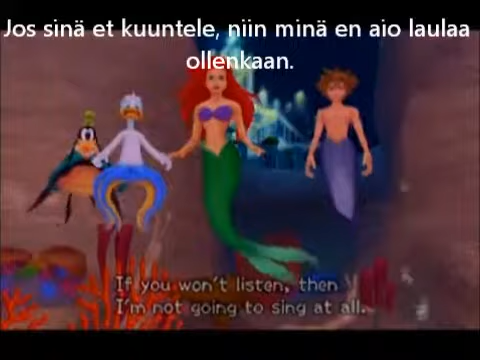 Jos sinä et kuuntele, niin minä en aio laulaa
ollenkaan.
If you won't listen, then
I'm not going to sing at all.